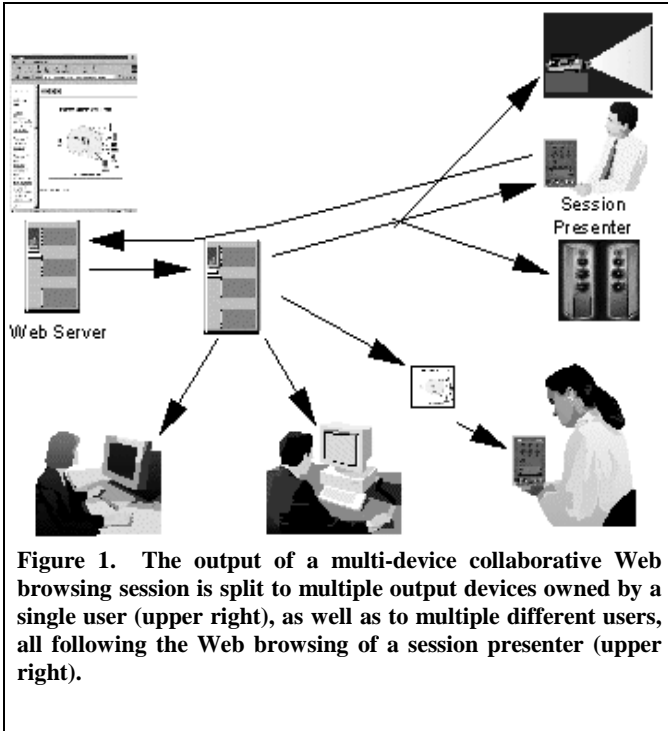 Session
Presenter
Web Server
Figure 1. The output of a multi-device collaborative Web
browsing session is split to multiple output devices owned by a
single user (upper right), as well as to multiple different users,
all following the Web browsing of a session presenter (upper
right).